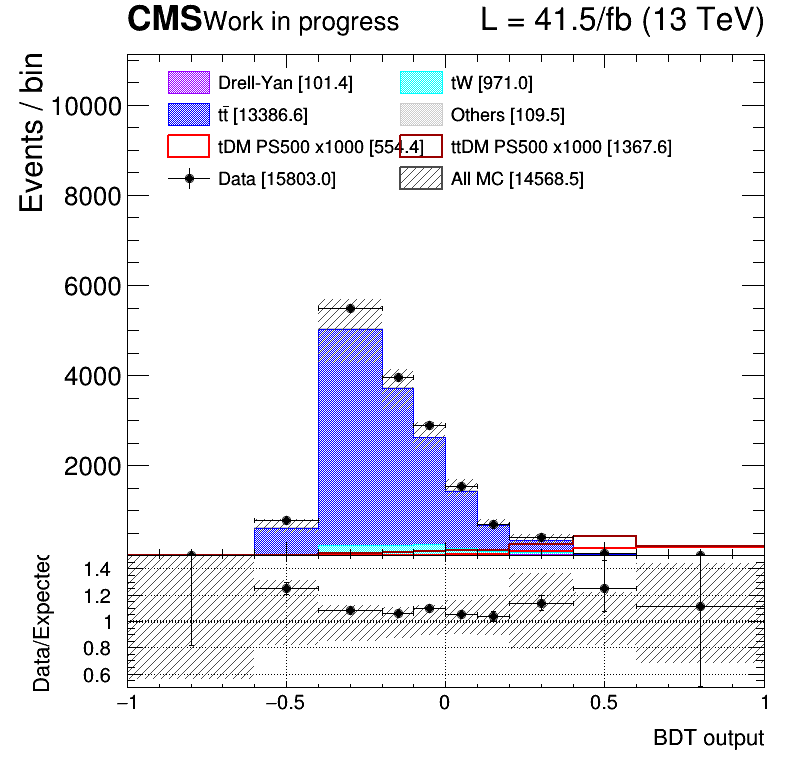 CMS Work in progress L = 41.5/fb (13 TeV)
Events / bin
10000
8000
6000
4000
2000
Drell-Yan [101.4] tW [971.0]
tt̄ [13386.6] Others [109.5]
tDM PS500 x1000 [554.4] ttDM PS500 x1000 [1367.6]
Data [15803.0] All MC [14568.5]
Data/Expected
1.4
1.2
1
0.8
0.6
−1 −0.5 0 0.5 1
BDT output